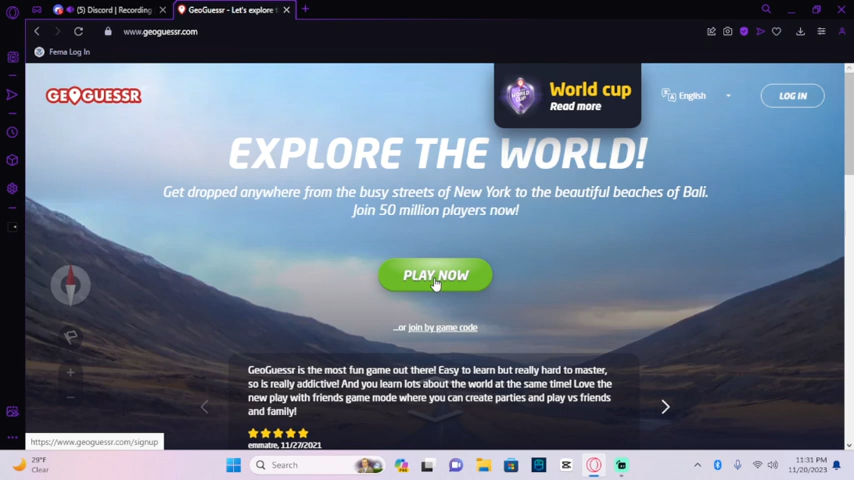 (5) Discord | Recording
GeoGuessr - Let's explore t
www.geoguessr.com
Fema Log In
GEOGUESSR
World cup
Read more
English
LOG IN
EXPLORE THE WORLD!
Get dropped anywhere from the busy streets of New York to the beautiful beaches of Bali.
Join 50 million players now!
PLAY NOW
...or join by game code
GeoGuessr is the most fun game out there! Easy to learn but really hard to master,
so is really addictive! And you learn lots about the world at the same time! Love the
new play with friends game mode where you can create parties and play vs friends
and family!
emmatre, 11/27/2021
https://www.geoguessr.com/signup
29°F
Clear
Search
11:31 PM
11/20/2023